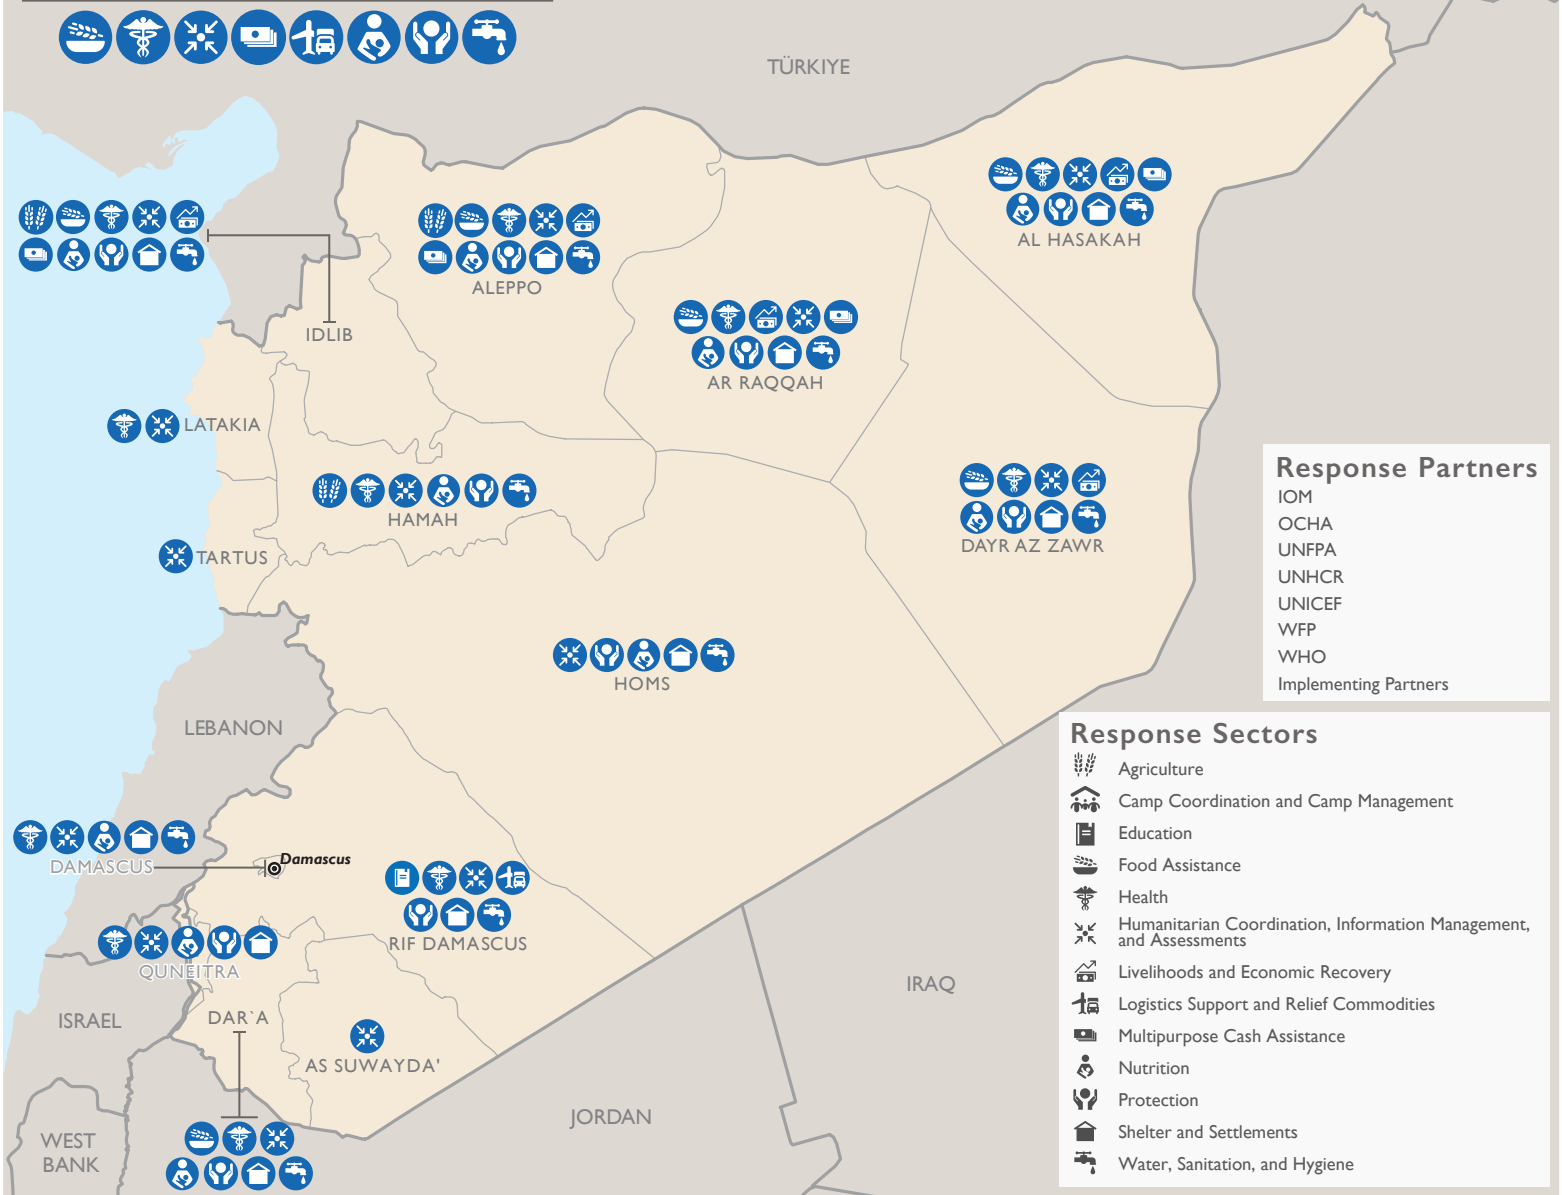 TÜRKIYE
AL HASAKAH
ALEPPO
IDLIB
AR RAQQAH
LATAKIA
HAMAH
DAYR AZ ZAWR
TARTUS
HOMS
LEBANON
DAMASCUS
Damascus
RIF DAMASCUS
QUNEITRA
ISRAEL
DAR`A
AS SUWAYDA'
IRAQ
JORDAN
WEST
BANK
Response Partners
IOM
OCHA
UNFPA
UNHCR
UNICEF
WFP
WHO
Implementing Partners
Response Sectors
Agriculture
Camp Coordination and Camp Management
Education
Food Assistance
Health
Humanitarian Coordination, Information Management,
and Assessments
Livelihoods and Economic Recovery
Logistics Support and Relief Commodities
Multipurpose Cash Assistance
Nutrition
Protection
Shelter and Settlements
Water, Sanitation, and Hygiene